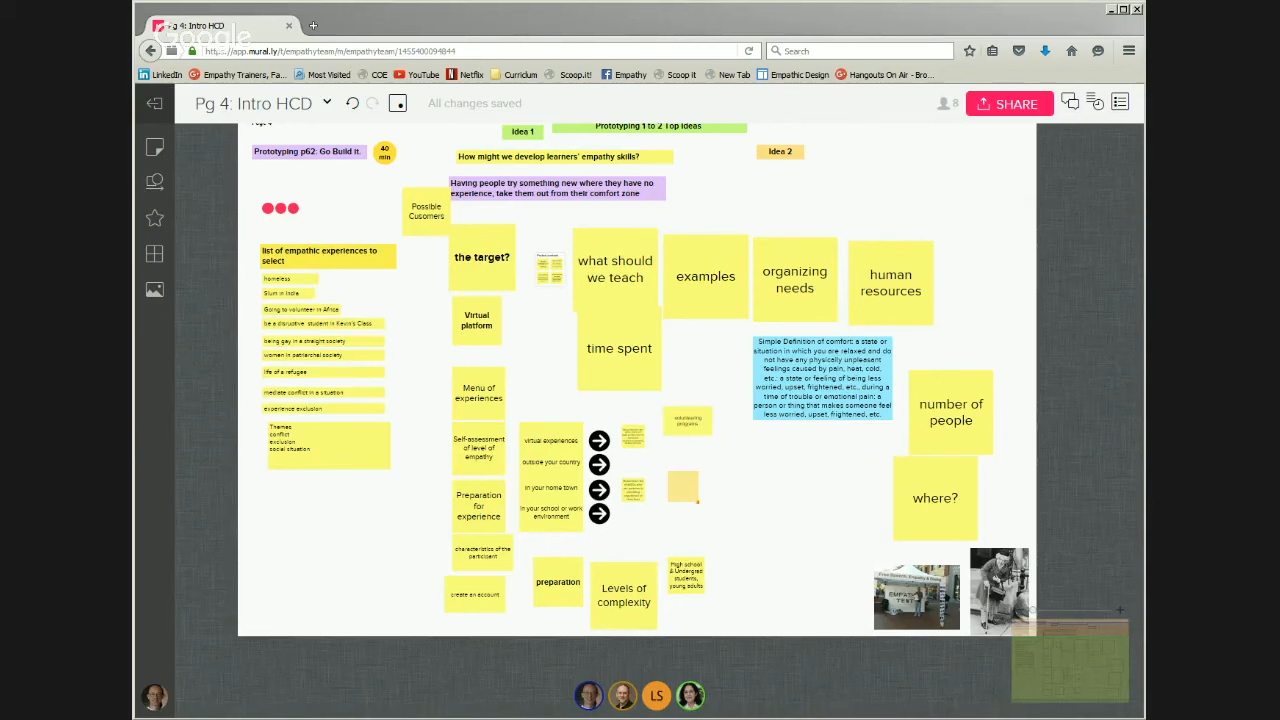 Pg 4: Intro HCD
Google
https://app.mural.ly/t/empathyteam/m/empathyteam/1455400094844
Search
LinkedIn
Empathy Trainers, Fa...
Most Visited
COE
YouTube
Netflix
Curridum
Scoop.it!
Empathy
Scoop it
New Tab
Empathic Design
Hangouts On Air - Bro...
Pg 4: Intro HCD
All changes saved
8
SHARE
Idea 1
Prototyping 1 to 2 Top Ideas
Prototyping p62: Go Build it.
40
min
How might we develop learners' empathy skills?
Idea 2
Having people try something new where they have no
experience, take them out from their comfort zone
Possible
Cusomers
list of empathic experiences to
select
homeless
Slum in India
Going to volunteer in Africa
be a disruptive student in Kevin's Class
being gay in a straight society
women in patriarchal society
life of a refugee
mediate conflict in a situation
experience exclusion
Themes
conflict
exclusion
social situation
the target?
Virtual
platform
Menu of
experiences
Self-assessment
of level of
empathy
Preparation
for
experience
characteristics of the
participant
create an account
what should
we teach
examples
organizing
needs
human
resources
time spent
Simple Definition of comfort: a state or
situation in which you are relaxed and do
not have any physically unpleasant
feelings caused by pain, heat, cold,
etc.: a state or feeling of being less
worried, upset, frightened, etc., during a
time of trouble or emotional pain: a
person or thing that makes someone feel
less worried, upset, frightened, etc.
number of
people
where?
volunteering
programs
virtual experiences
outside your country
in your home town
in your school or work
environment
preparation
Levels of
complexity
High school
& Undergrad
students,
young adults
EMPATHY
TENT
LS